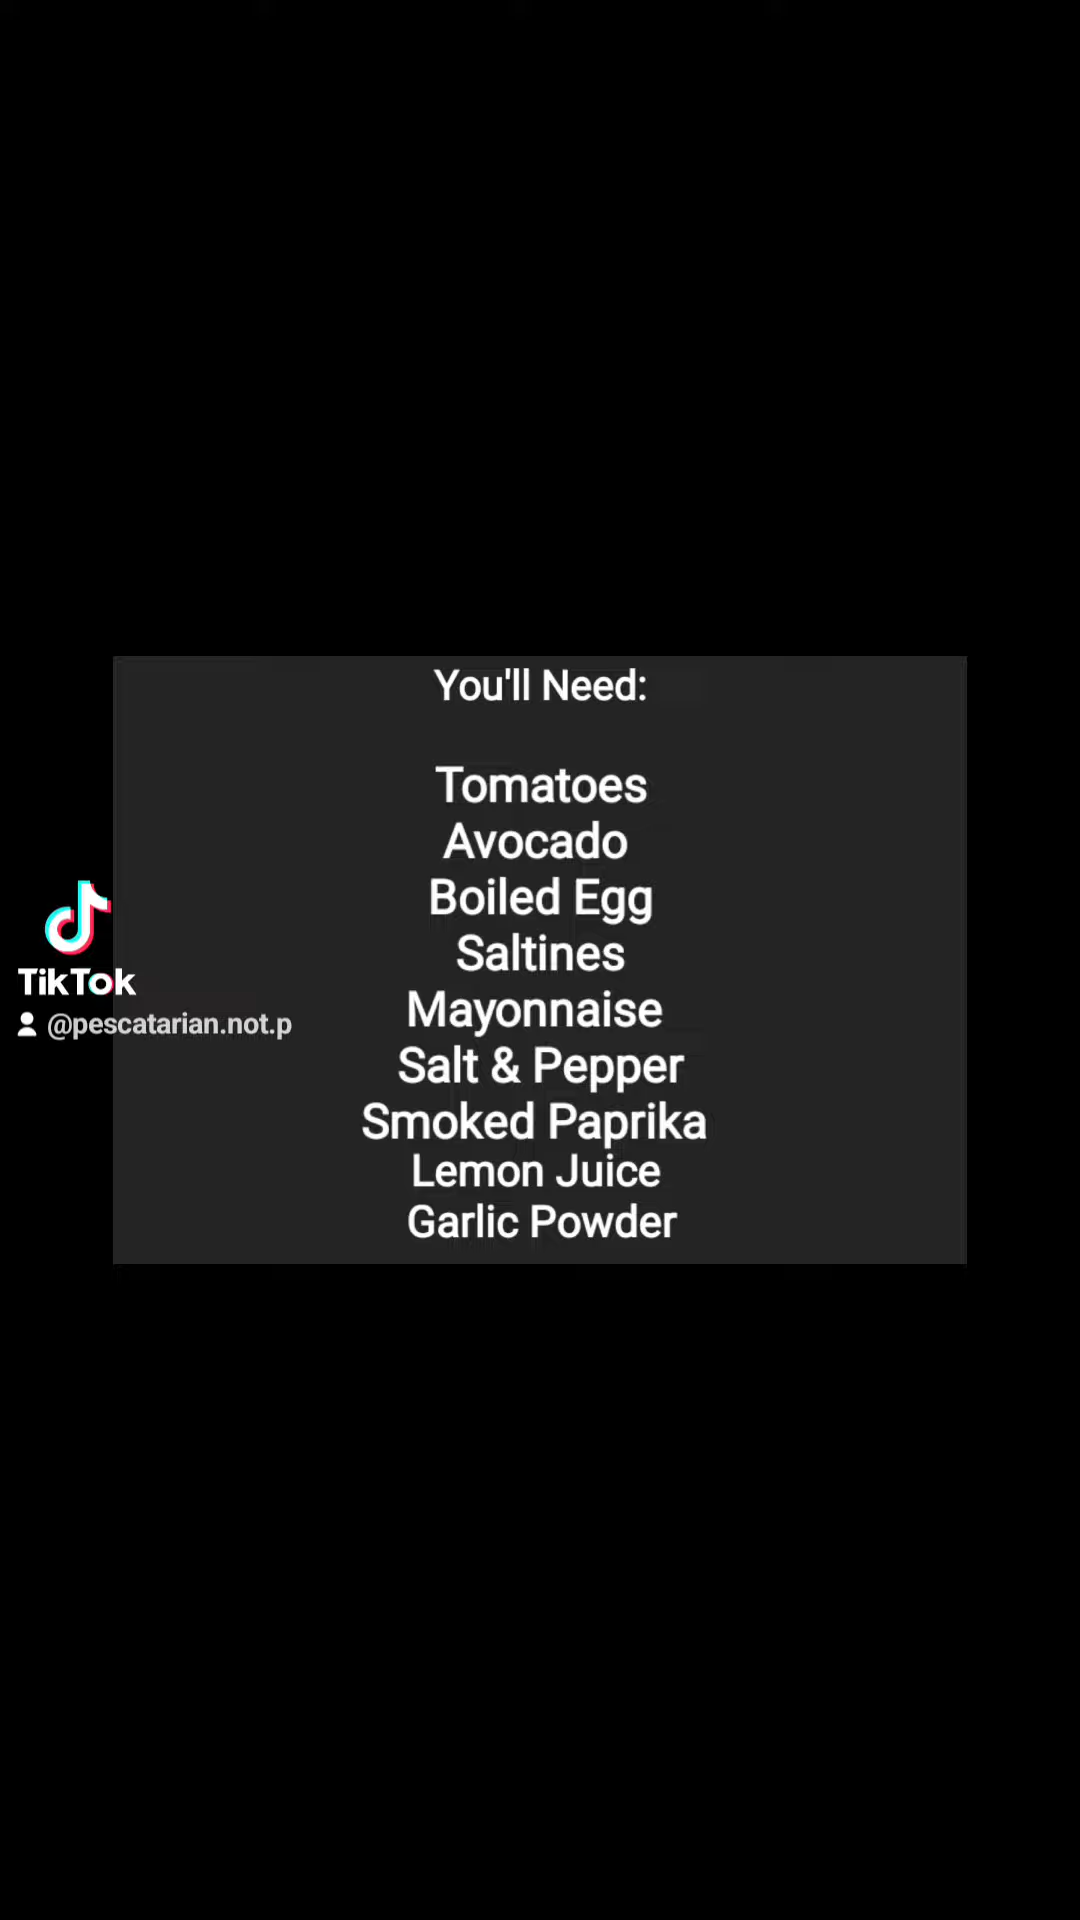 You'll Need:
Tomatoes
Avocado
Boiled Egg
Saltines
Mayonnaise
Salt & Pepper
Smoked Paprika
Lemon Juice
Garlic Powder
TikTok
@pescatarian.not.p